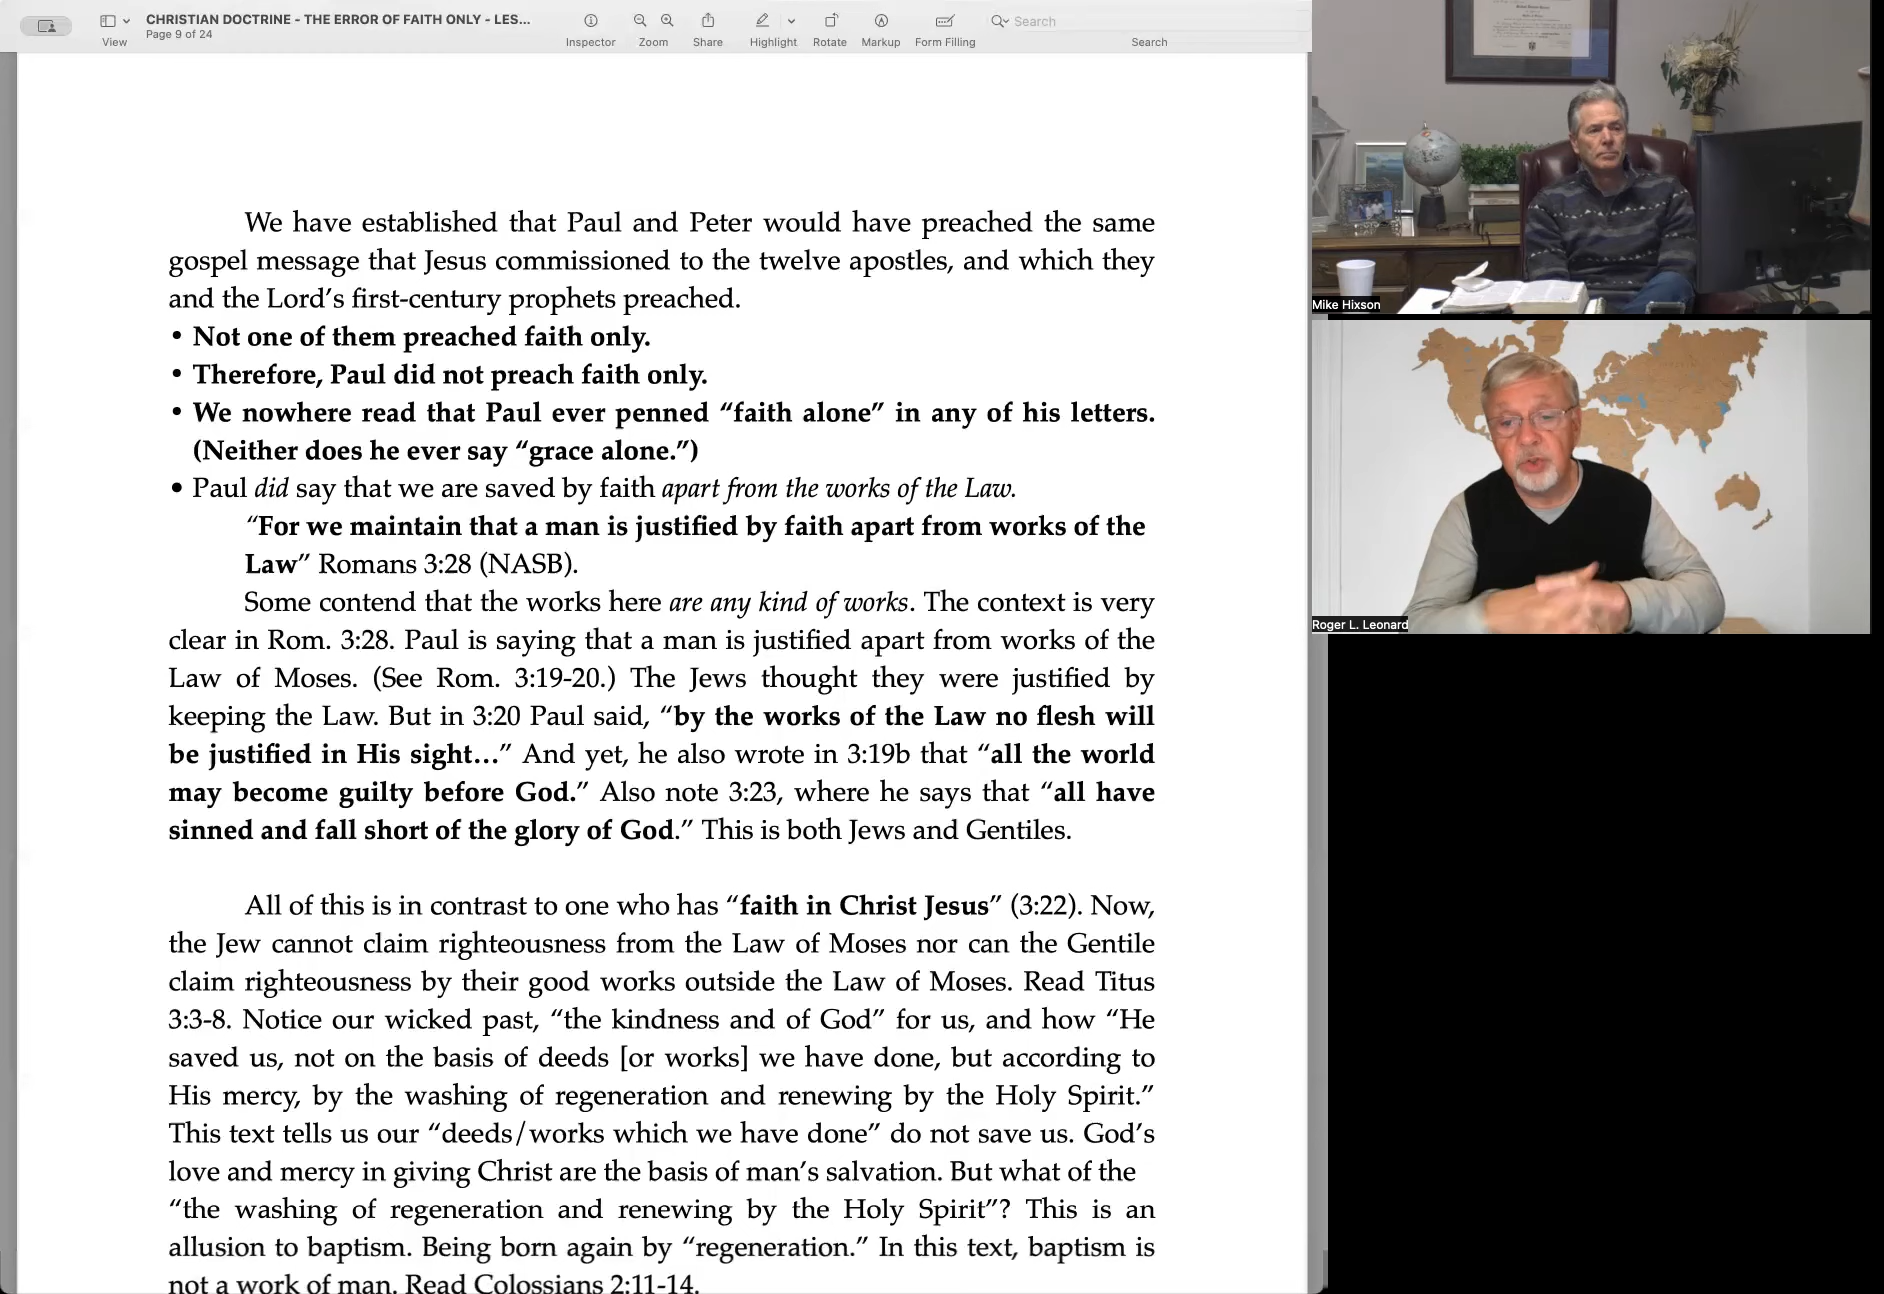 CHRISTIAN DOCTRINE - THE ERROR OF FAITH ONLY - LES...
Page 9 of 24
View
Inspector
Zoom
Share
Highlight
Rotate
Markup
Form Filling
Search
Search
We have established that Paul and Peter would have preached the same
gospel message that Jesus commissioned to the twelve apostles, and which they
and the Lord’s first-century prophets preached.
• Not one of them preached faith only.
• Therefore, Paul did not preach faith only.
• We nowhere read that Paul ever penned “faith alone” in any of his letters.
(Neither does he ever say “grace alone.”)
• Paul did say that we are saved by faith apart from the works of the Law.
“For we maintain that a man is justified by faith apart from works of the
Law” Romans 3:28 (NASB).
Some contend that the works here are any kind of works. The context is very
clear in Rom. 3:28. Paul is saying that a man is justified apart from works of the
Law of Moses. (See Rom. 3:19-20.) The Jews thought they were justified by
keeping the Law. But in 3:20 Paul said, “by the works of the Law no flesh will
be justified in His sight…” And yet, he also wrote in 3:19b that “all the world
may become guilty before God.” Also note 3:23, where he says that “all have
sinned and fall short of the glory of God.” This is both Jews and Gentiles.
All of this is in contrast to one who has “faith in Christ Jesus” (3:22). Now,
the Jew cannot claim righteousness from the Law of Moses nor can the Gentile
claim righteousness by their good works outside the Law of Moses. Read Titus
3:3-8. Notice our wicked past, “the kindness and of God” for us, and how “He
saved us, not on the basis of deeds [or works] we have done, but according to
His mercy, by the washing of regeneration and renewing by the Holy Spirit.”
This text tells us our “deeds/works which we have done” do not save us. God’s
love and mercy in giving Christ are the basis of man’s salvation. But what of the
“the washing of regeneration and renewing by the Holy Spirit”? This is an
allusion to baptism. Being born again by “regeneration.” In this text, baptism is
not a work of man. Read Colossians 2:11-14.
Mike Hixson
Roger L. Leonard